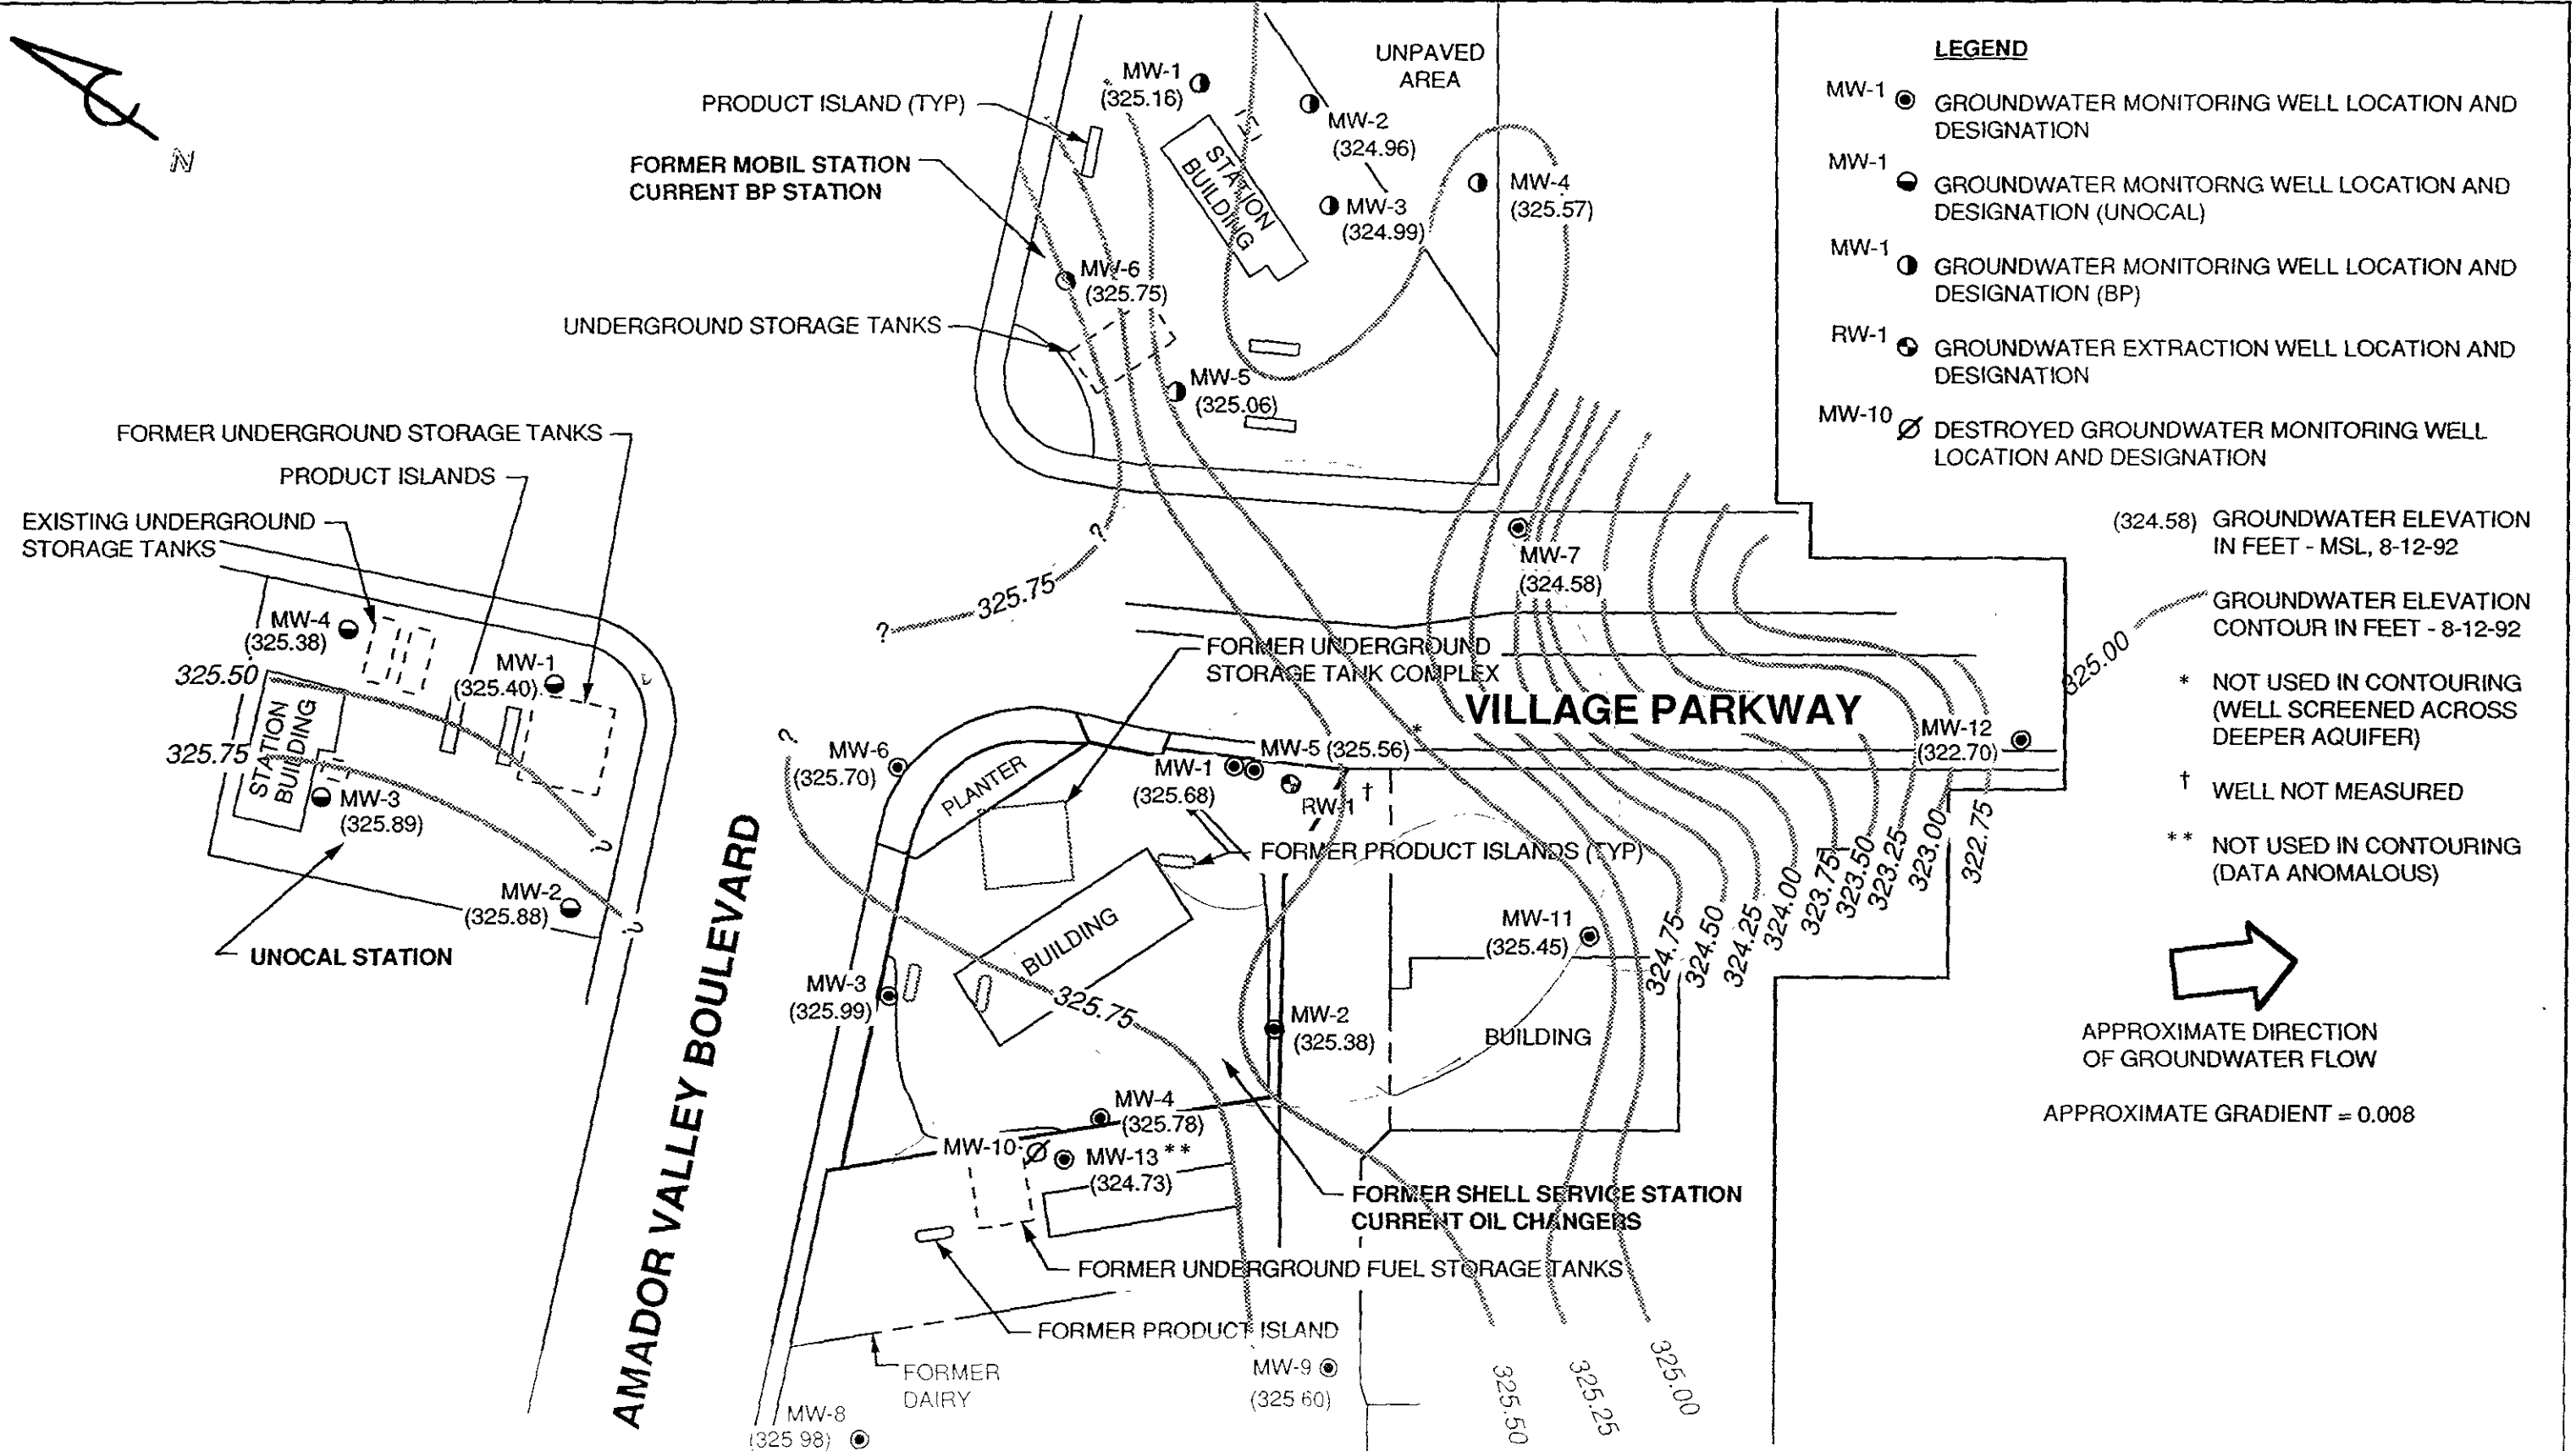 N
PRODUCT ISLAND (TYP)
FORMER MOBIL STATION
CURRENT BP STATION
UNDERGROUND STORAGE TANKS
MW-1
(325.16)
UNPAVED
AREA
MW-2
(324.96)
STATION
BUILDING
MW-3
(324.99)
MW-4
(325.57)
MW-6
(325.75)
MW-5
(325.06)
LEGEND
MW-1 GROUNDWATER MONITORING WELL LOCATION AND
DESIGNATION
MW-1 GROUNDWATER MONITORNG WELL LOCATION AND
DESIGNATION (UNOCAL)
MW-1 GROUNDWATER MONITORING WELL LOCATION AND
DESIGNATION (BP)
RW-1 GROUNDWATER EXTRACTION WELL LOCATION AND
DESIGNATION
MW-10 DESTROYED GROUNDWATER MONITORING WELL
LOCATION AND DESIGNATION
(324.58) GROUNDWATER ELEVATION
IN FEET - MSL, 8-12-92
325.00
GROUNDWATER ELEVATION
CONTOUR IN FEET - 8-12-92
* NOT USED IN CONTOURING
(WELL SCREENED ACROSS
DEEPER AQUIFER)
† WELL NOT MEASURED
** NOT USED IN CONTOURING
(DATA ANOMALOUS)
APPROXIMATE DIRECTION
OF GROUNDWATER FLOW
APPROXIMATE GRADIENT = 0.008
FORMER UNDERGROUND STORAGE TANKS
PRODUCT ISLANDS
EXISTING UNDERGROUND
STORAGE TANKS
MW-4
(325.38)
MW-1
(325.40)
325.50
325.75
STATION
BUILDING
MW-3
(325.89)
MW-2
(325.88)
UNOCAL STATION
?
?
AMADOR VALLEY BOULEVARD
?
325.75
?
MW-7
(324.58)
FORMER UNDERGROUND
STORAGE TANK COMPLEX
VILLAGE PARKWAY
MW-12
(322.70)
?
MW-6
(325.70)
PLANTER
MW-5 (325.56) *
MW-1
(325.68)
RW-1 †
FORMER PRODUCT ISLANDS (TYP)
BUILDING
MW-11
(325.45)
324.75
324.50
324.25
324.00
323.75
323.50
323.25
323.00
322.75
MW-3
(325.99)
325.75
MW-2
(325.38)
BUILDING
MW-4
(325.78)
MW-10
MW-13 **
(324.73)
FORMER SHELL SERVICE STATION
CURRENT OIL CHANGERS
FORMER UNDERGROUND FUEL STORAGE TANKS
FORMER PRODUCT ISLAND
FORMER
DAIRY
MW-9
(325 60)
MW-8
(325 98)
325.50
325.25
325.00